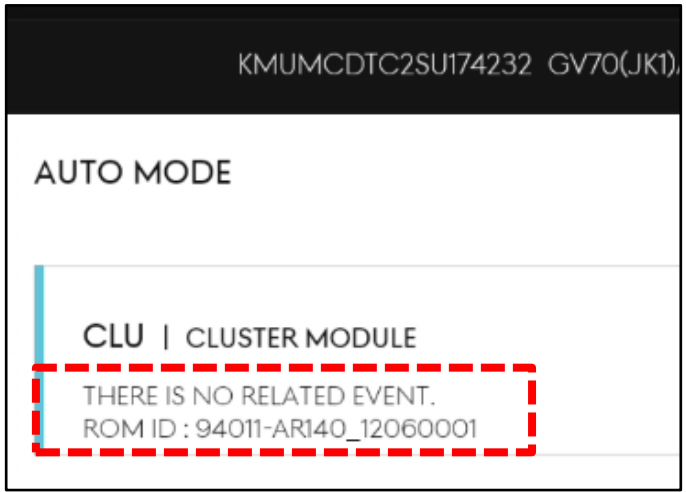 KMUMCDTC2SU174232 GV70(JK1)/
AUTO MODE
CLU | CLUSTER MODULE
THERE IS NO RELATED EVENT.
ROM ID : 94011-AR140_12060001